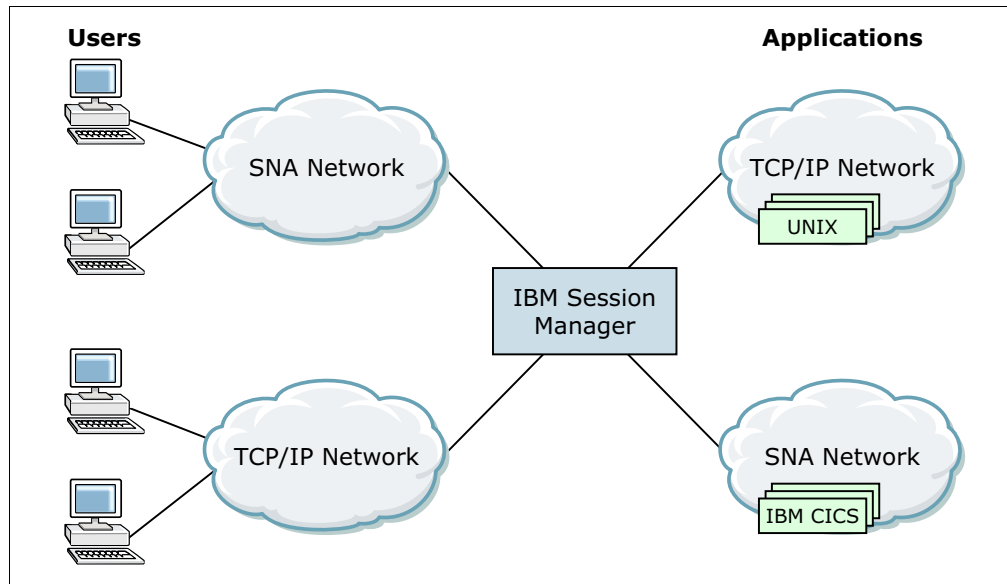 Users
Applications
SNA Network
TCP/IP Network
UNIX
IBM Session
Manager
TCP/IP Network
SNA Network
IBM CICS